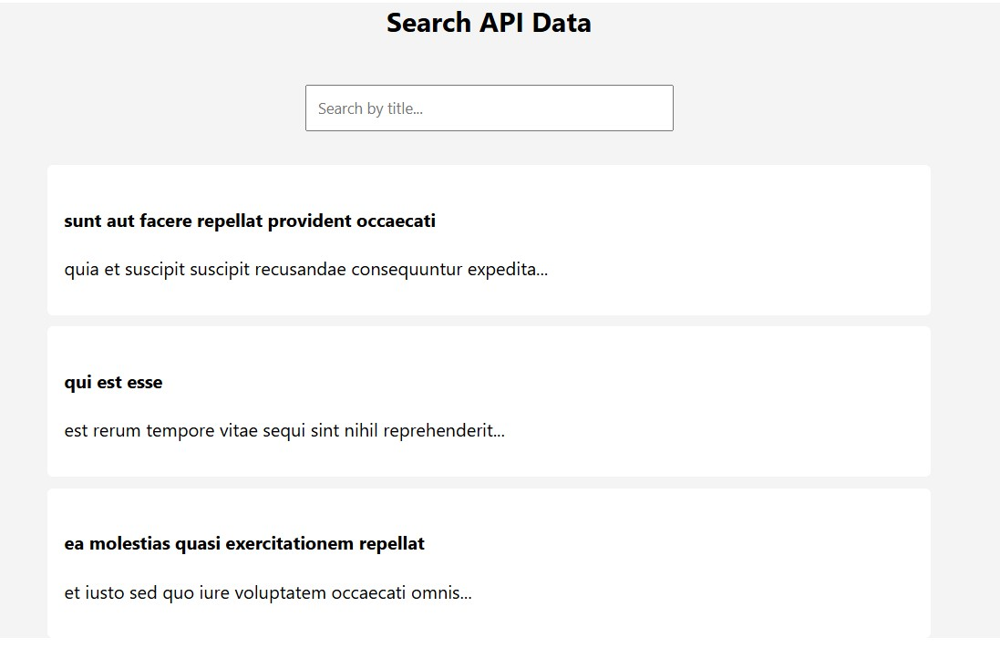 Search API Data
Search by title...
sunt aut facere repellat provident occaecati
quia et suscipit suscipit recusandae consequuntur expedita...
qui est esse
est rerum tempore vitae sequi sint nihil reprehenderit...
ea molestias quasi exercitationem repellat
et iusto sed quo iure voluptatem occaecati omnis...